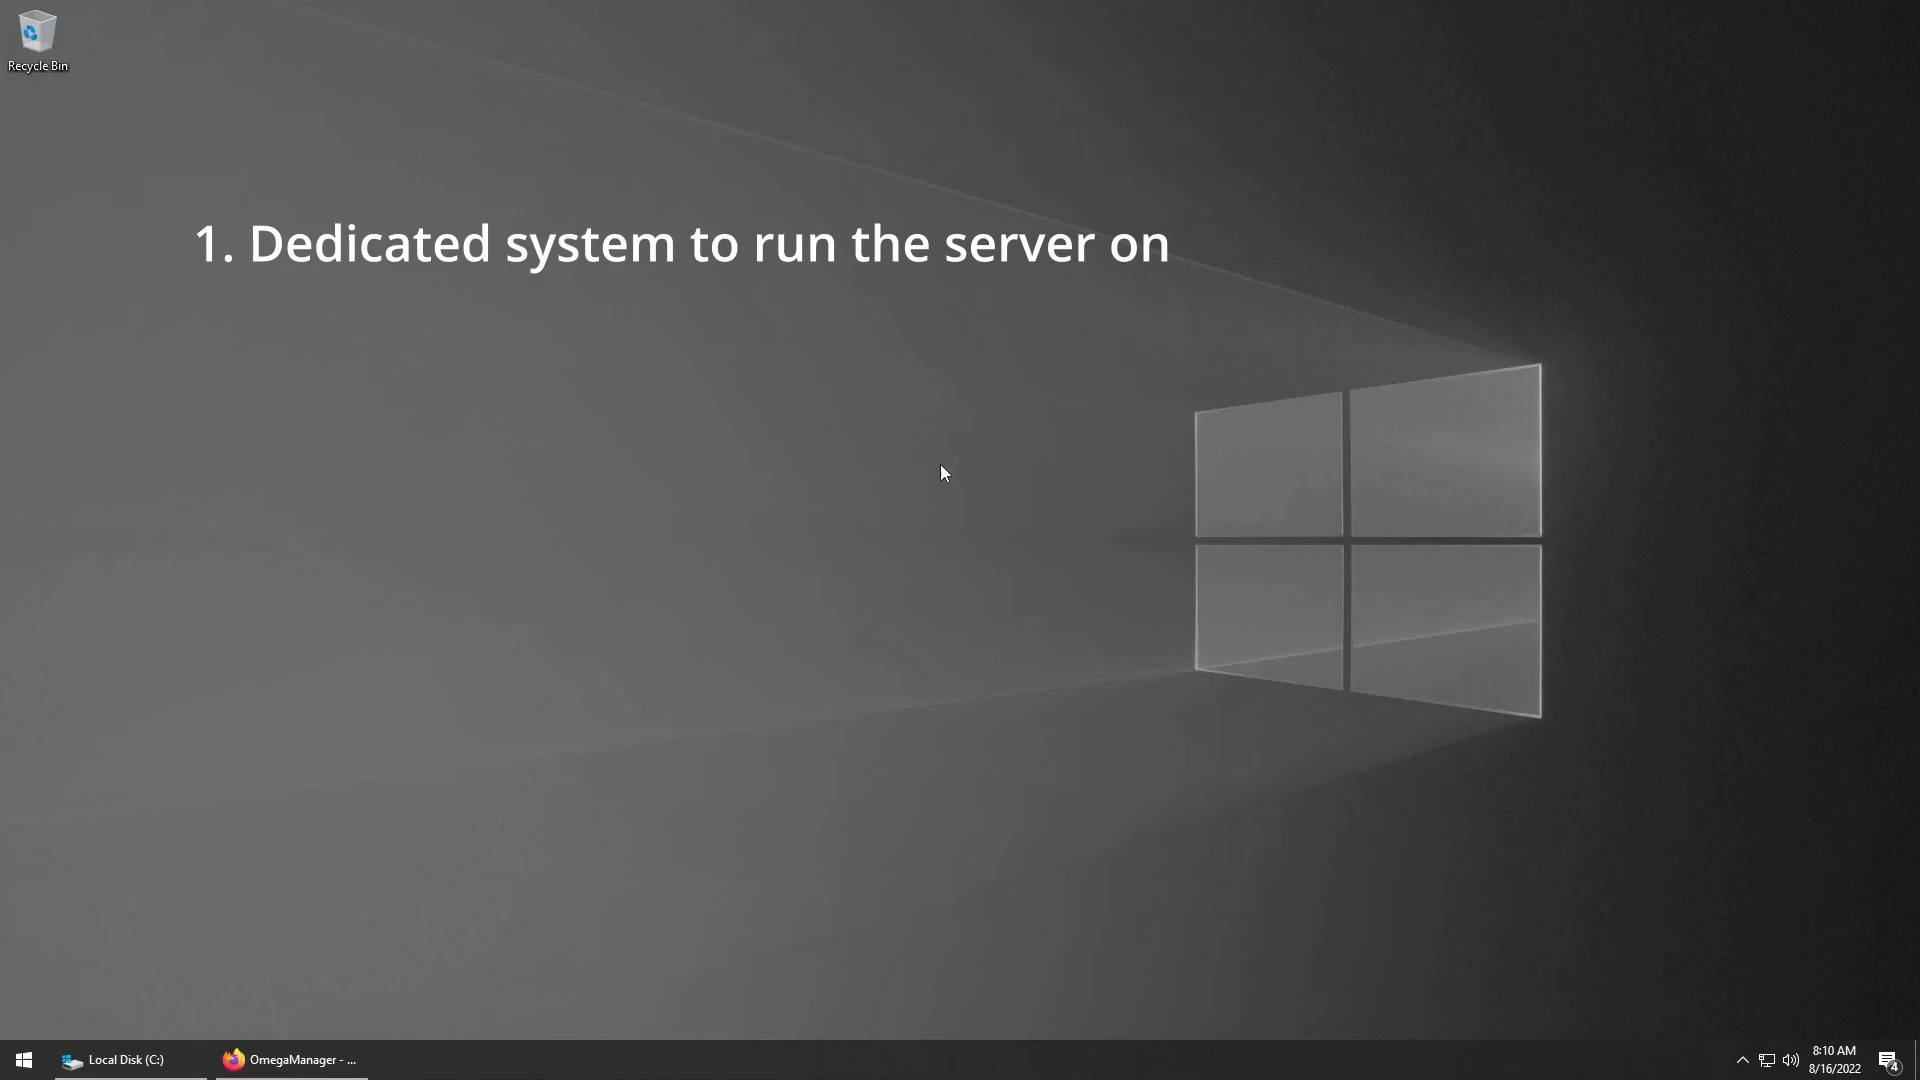 Recycle Bin
1. Dedicated system to run the server on
Local Disk (C:)
OmegaManager - ...
8:10 AM
8/16/2022
4